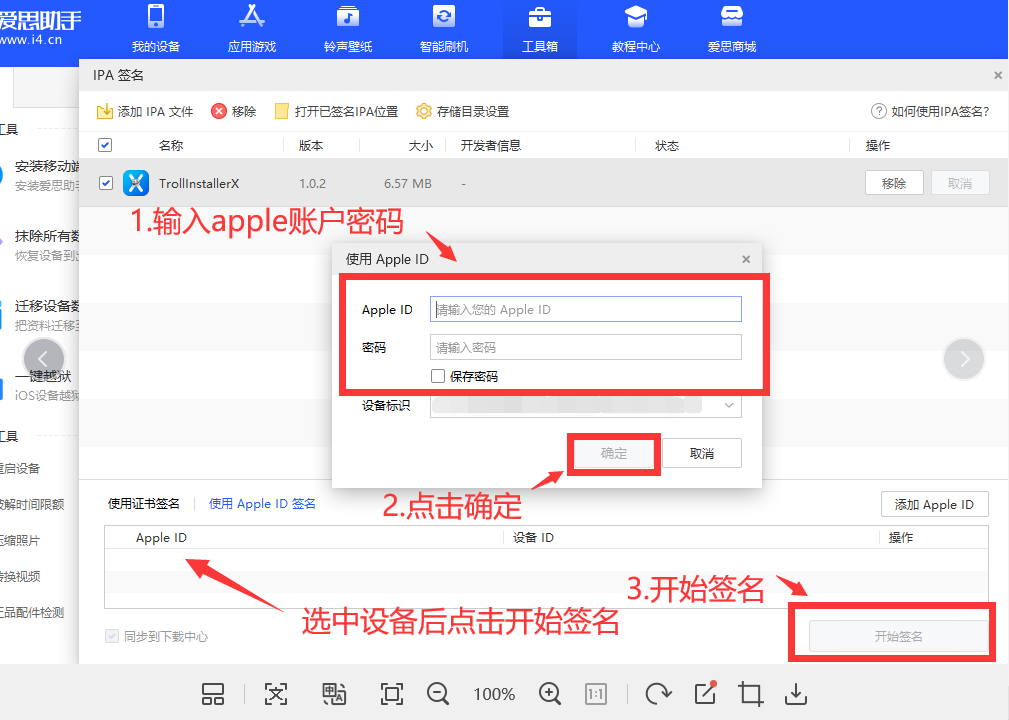 爱思助手
www.i4.cn
我的设备 应用游戏 铃声壁纸 智能刷机 工具箱 教程中心 爱思商城
IPA 签名
添加 IPA 文件 移除 打开已签名IPA位置 存储目录设置 如何使用IPA签名?
名称 版本 大小 开发者信息 状态 操作
TrollInstallerX 1.0.2 6.57 MB - 移除 取消
1.输入apple账户密码
使用 Apple ID
Apple ID 请输入您的 Apple ID
密码 请输入密码
保存密码
设备标识
确定 取消
2.点击确定
工具
安装移动端
安装爱思助手
抹除所有数
恢复设备到出
迁移设备数
把资料迁移至
一键越狱
iOS设备越狱
工具
重启设备
破解时间限额
压缩照片
转换视频
正品配件检测
使用证书签名 使用 Apple ID 签名 添加 Apple ID
Apple ID 设备 ID 操作
选中设备后点击开始签名
3.开始签名
同步到下载中心 开始签名
100% 1:1